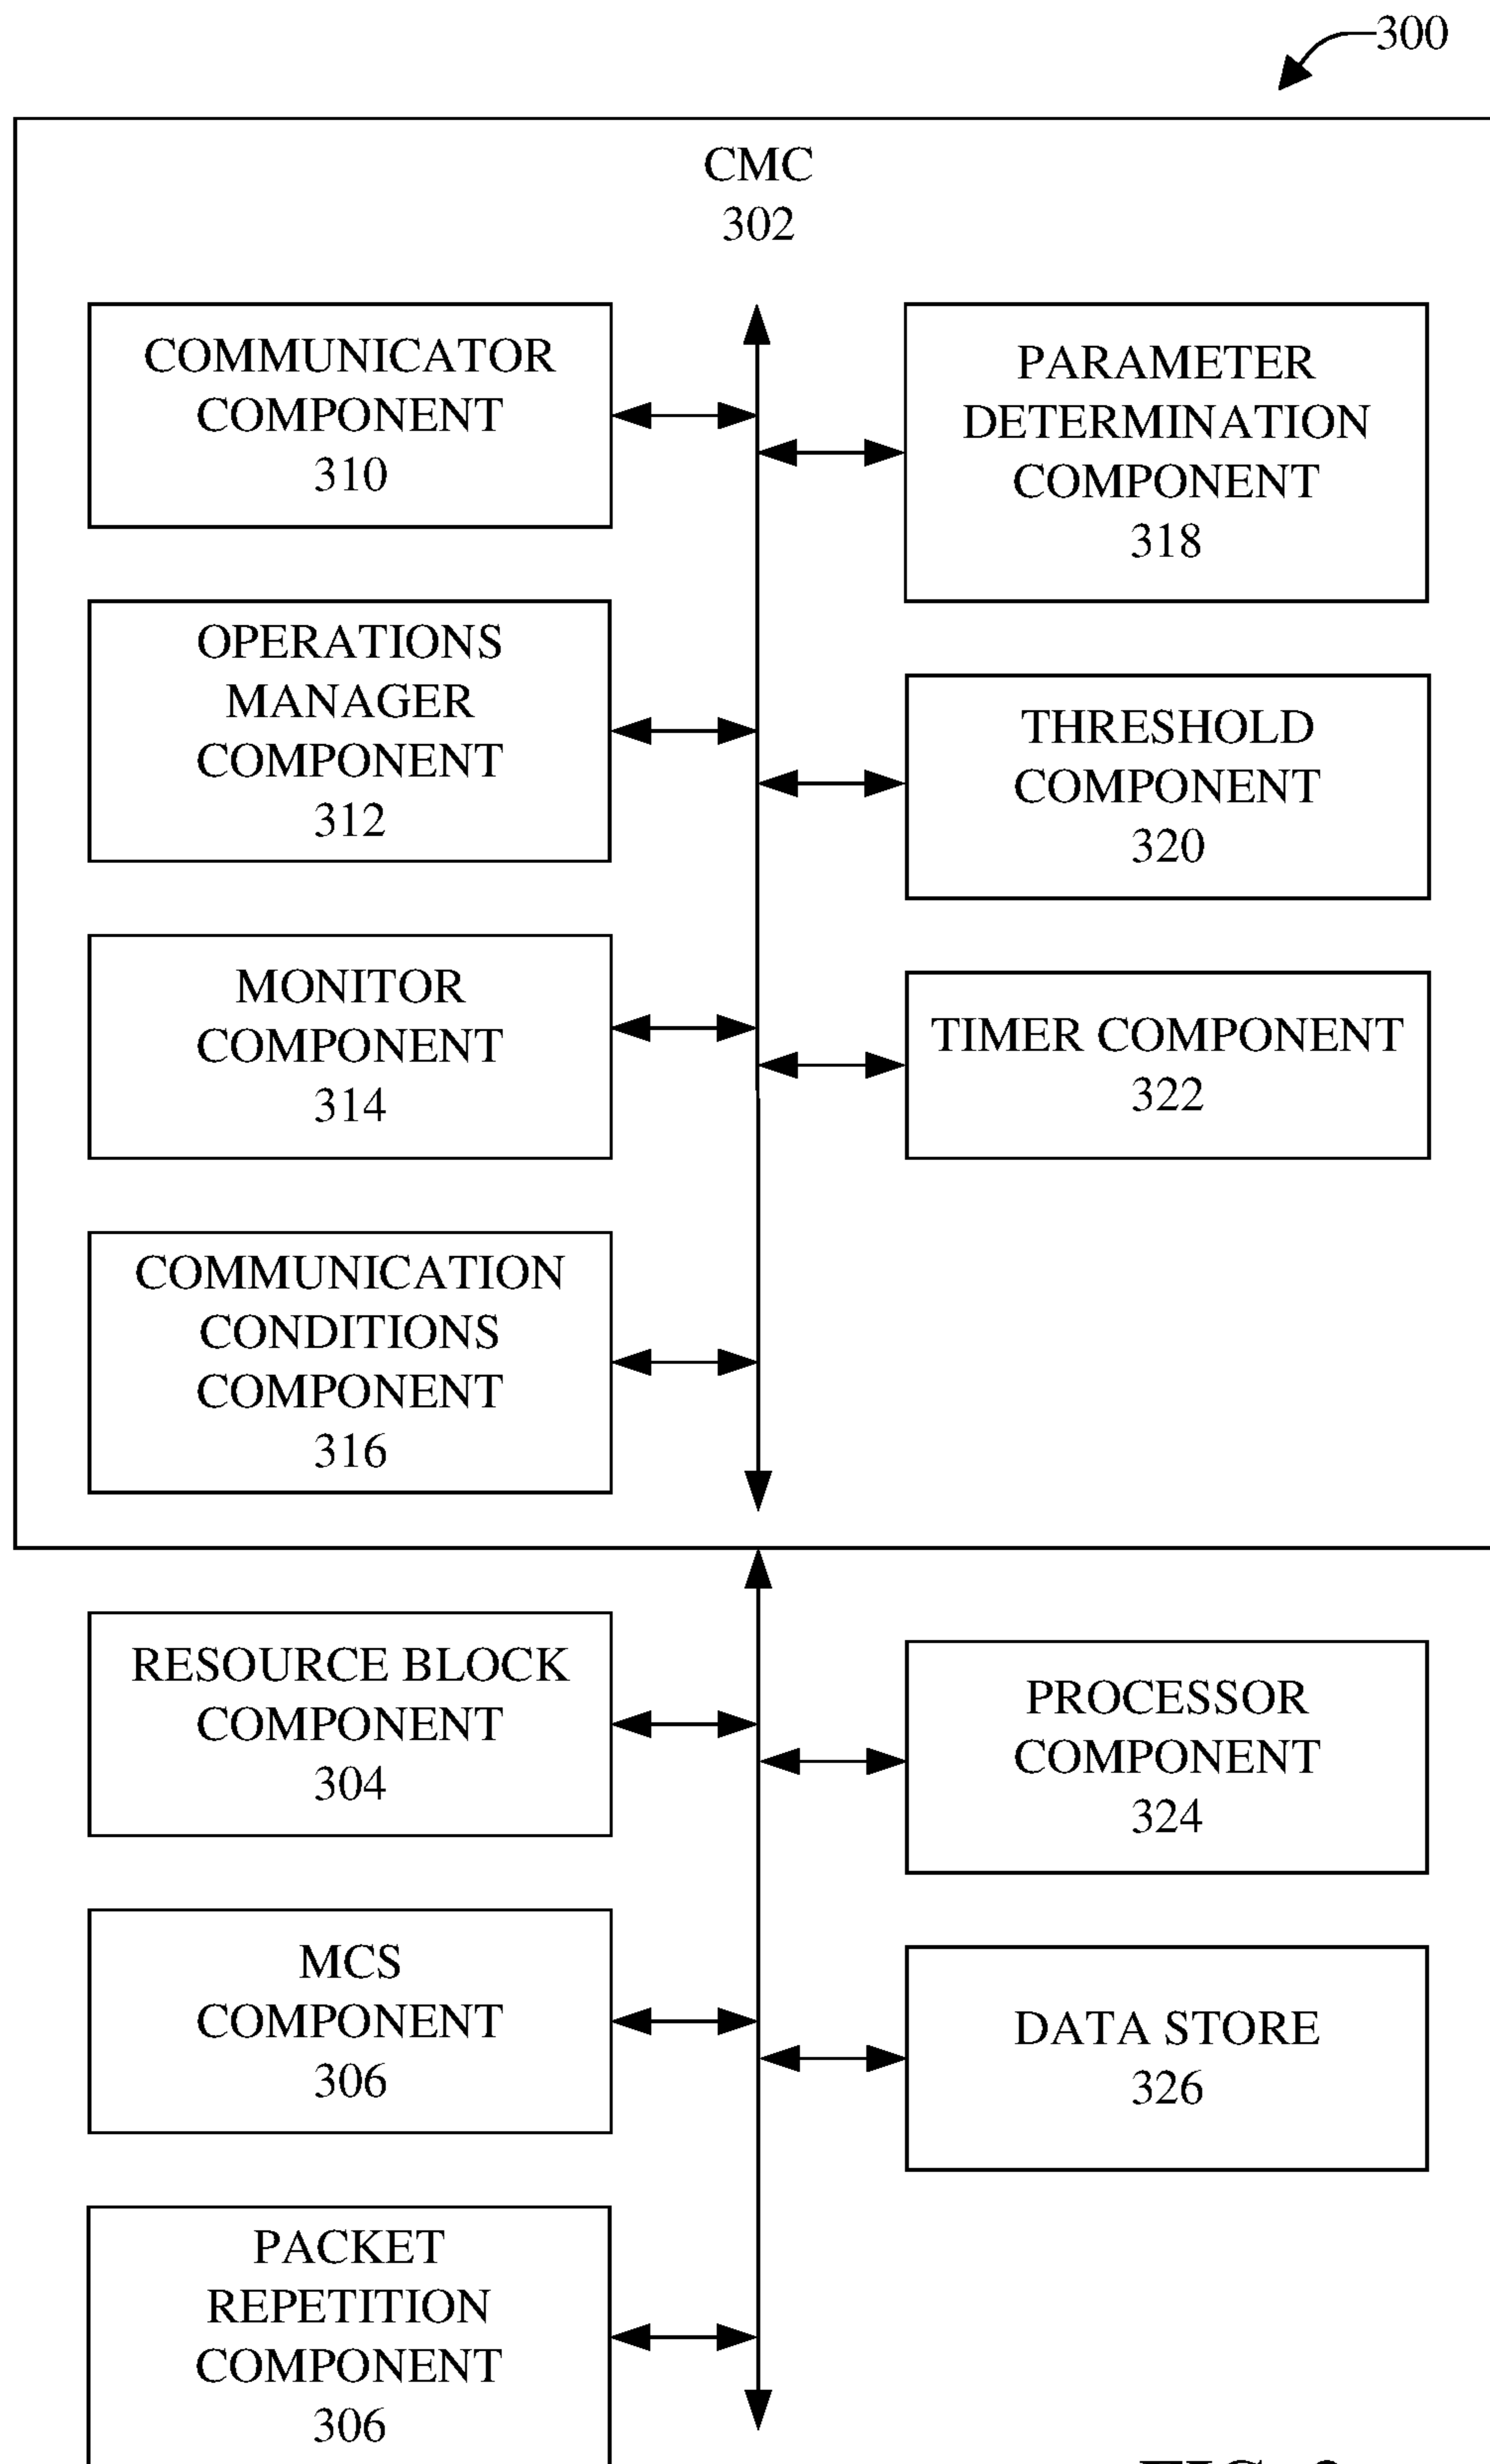 300
CMC
302
COMMUNICATOR
COMPONENT
310
PARAMETER
DETERMINATION
COMPONENT
318
OPERATIONS
MANAGER
COMPONENT
312
THRESHOLD
COMPONENT
320
MONITOR
COMPONENT
314
TIMER COMPONENT
322
COMMUNICATION
CONDITIONS
COMPONENT
316
RESOURCE BLOCK
COMPONENT
304
PROCESSOR
COMPONENT
324
MCS
COMPONENT
306
DATA STORE
326
PACKET
REPETITION
COMPONENT
306